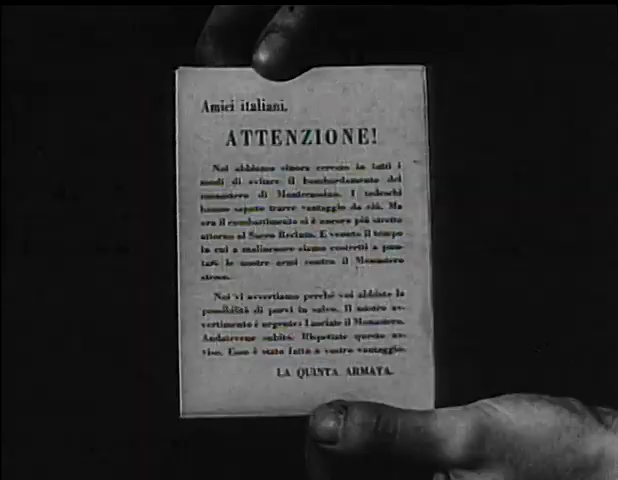 Amici italiani,
ATTENZIONE!
Noi abbiamo sinora cercato in tutti i
modi di evitare il bombardamento del
monastero di Montecassino. I tedeschi
hanno saputo trarre vantaggio da ciò. Ma
ora il combattimento si è ancora più stretto
attorno al Sacro Recinto. È venuto il tempo
in cui a malincuore siamo costretti a pun-
tare le nostre armi contro il Monastero
stesso.
Noi vi avvertiamo perchè voi abbiate la
possibilità di porvi in salvo. Il nostro av-
vertimento è urgente: Lasciate il Monastero.
Andatevene subito. Rispettate questo av-
viso. Esso è stato fatto a vostro vantaggio.
LA QUINTA ARMATA.